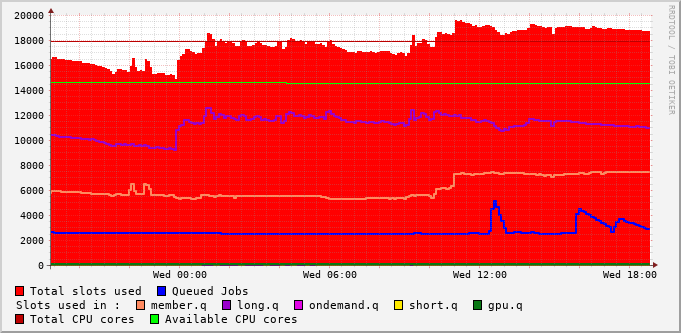 20000
18000
16000
14000
12000
10000
8000
6000
4000
2000
0
Wed 00:00 Wed 06:00 Wed 12:00 Wed 18:00
RRDTOOL / TOBI OETIKER
Total slots used Queued Jobs
Slots used in : member.q long.q ondemand.q short.q gpu.q
Total CPU cores Available CPU cores